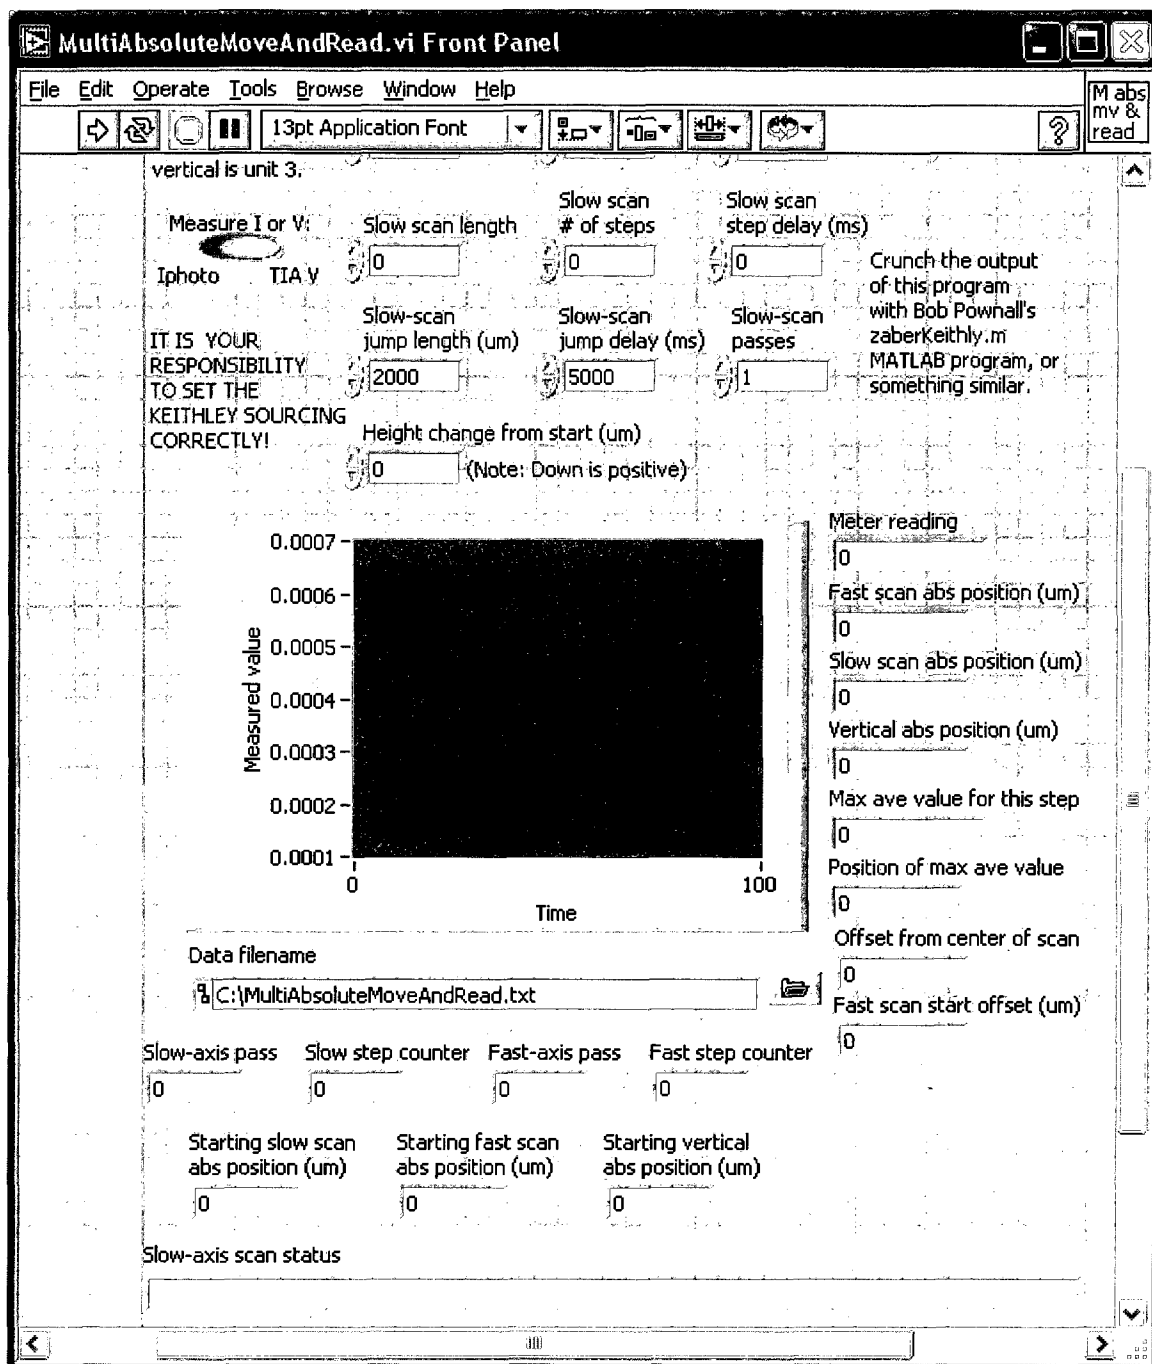 MultiAbsoluteMoveAndRead.vi Front Panel
File Edit Operate Tools Browse Window Help
M abs
mv &
read
13pt Application Font
?
vertical is unit 3.
Measure I or V:
Iphoto TIA V
Slow scan length
0
Slow scan
# of steps
0
Slow scan
step delay (ms)
0
Crunch the output
of this program
with Bob Pownall's
zaberKeithly.m
MATLAB program, or
something similar.
IT IS YOUR
RESPONSIBILITY
TO SET THE
KEITHLEY SOURCING
CORRECTLY!
Slow-scan
jump length (um)
2000
Slow-scan
jump delay (ms)
5000
Slow-scan
passes
1
Height change from start (um)
0 (Note: Down is positive)
Measured value
0.0007
0.0006
0.0005
0.0004
0.0003
0.0002
0.0001
0 100
Time
Meter reading
0
Fast scan abs position (um)
0
Slow scan abs position (um)
0
Vertical abs position (um)
0
Max ave value for this step
0
Position of max ave value
0
Offset from center of scan
0
Fast scan start offset (um)
0
Data filename
C:\MultiAbsoluteMoveAndRead.txt
Slow-axis pass Slow step counter Fast-axis pass Fast step counter
0 0 0 0
Starting slow scan
abs position (um)
0
Starting fast scan
abs position (um)
0
Starting vertical
abs position (um)
0
Slow-axis scan status